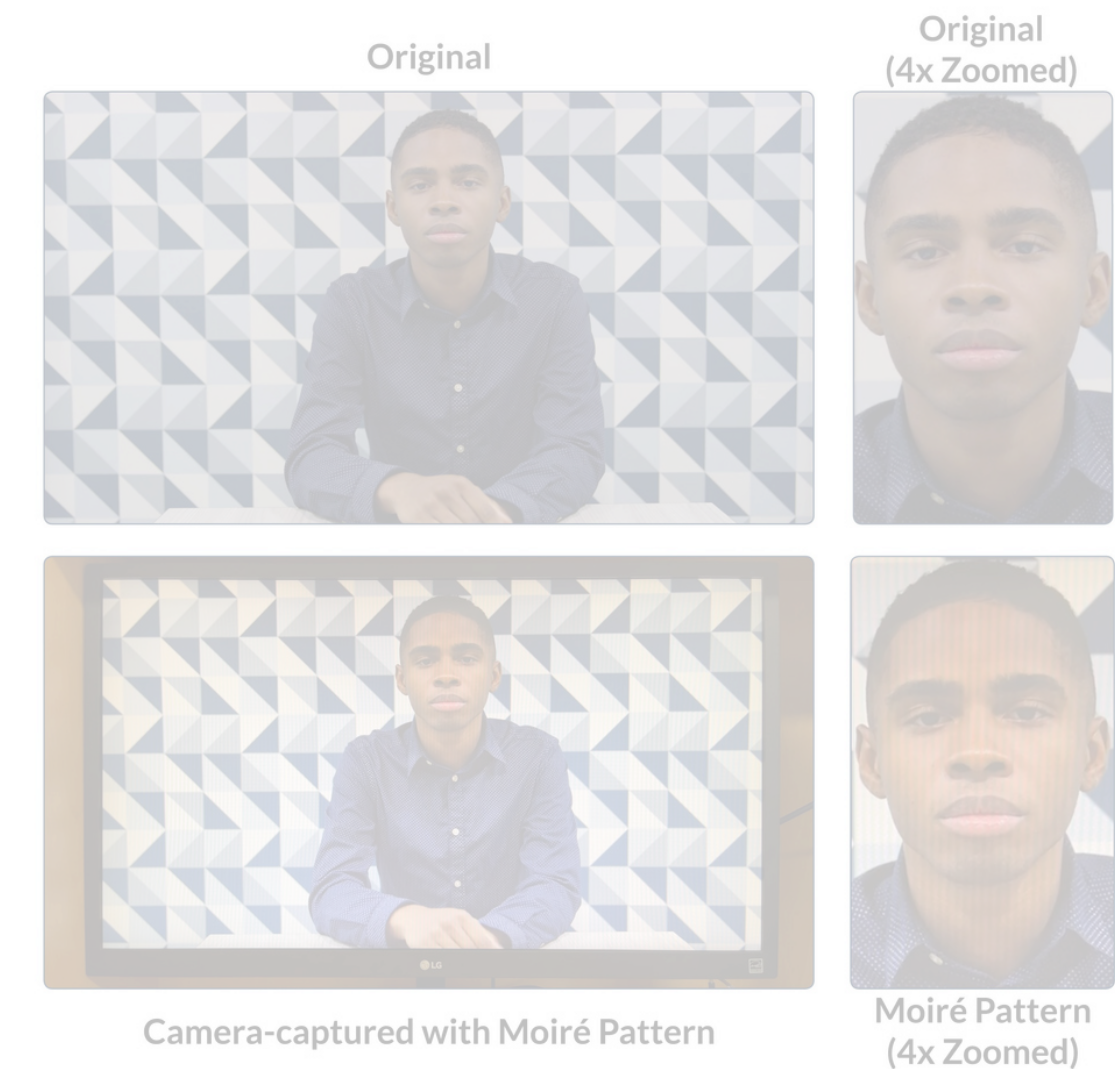 Original
Original
(4x Zoomed)
LG
Camera-captured with Moiré Pattern
Moiré Pattern
(4x Zoomed)